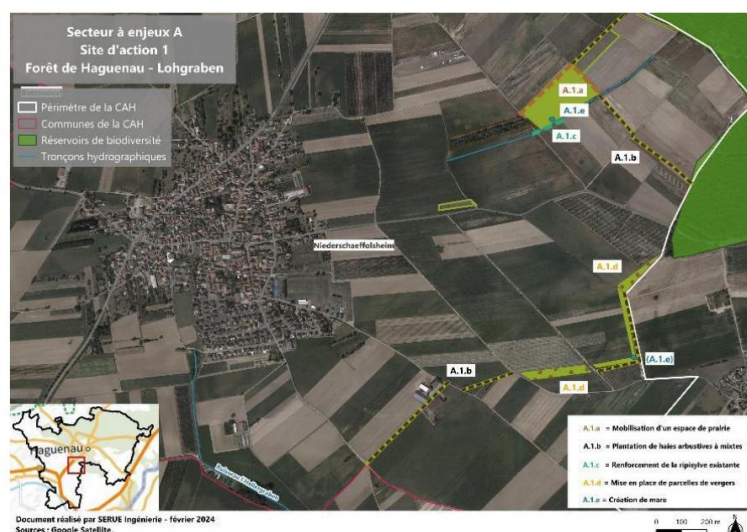 Secteur à enjeux A
Site d'action 1
Forêt de Haguenau - Lohgraben
Périmètre de la CAH
Communes de la CAH
Réservoirs de biodiversité
Tronçons hydrographiques
A.1.a
A.1.e
A.1.c
A.1.b
Niederschaeffolsheim
A.1.d
(A.1.e)
A.1.b
A.1.d
Haguenau
A.1.a = Mobilisation d'un espace de prairie
A.1.b = Plantation de haies arbustives à mixtes
A.1.c = Renforcement de la ripisylve existante
A.1.d = Mise en place de parcelles de vergers
A.1.e = Création de mare
Document réalisé par SERUE Ingénierie - février 2024
Sources : Google Satellite.
0 100 200 m